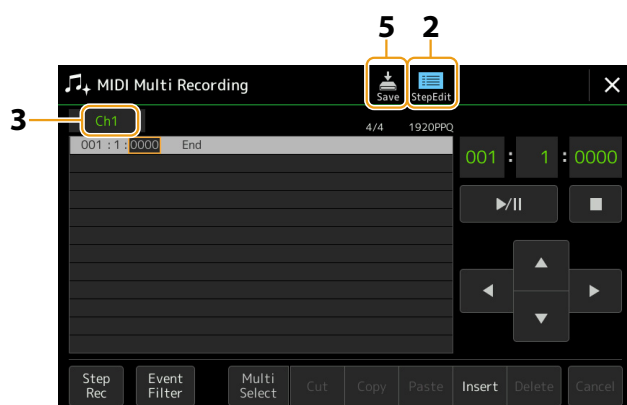 5 2
MIDI Multi Recording
Save StepEdit
3
Ch1
4/4 1920PPQ
001 : 1 : 0000 End
001 : 1 : 0000
Step Rec
Event Filter
Multi Select
Cut
Copy
Paste
Insert
Delete
Cancel